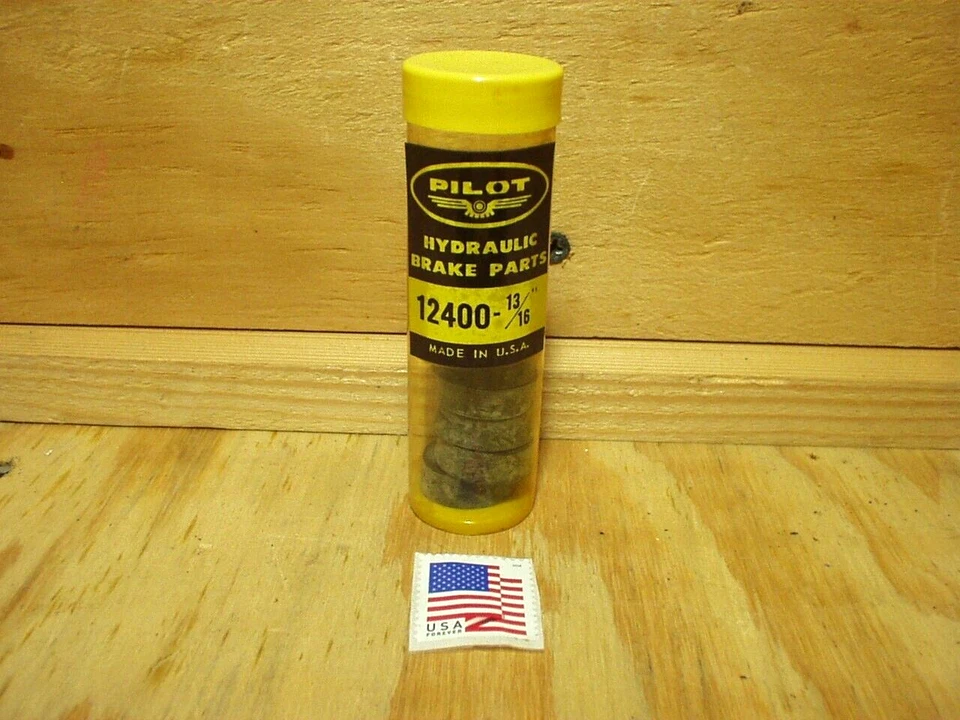 PILOT
HYDRAULIC
BRAKE PARTS
12400-13/16"
MADE IN U.S.A.
USA
FOREVER